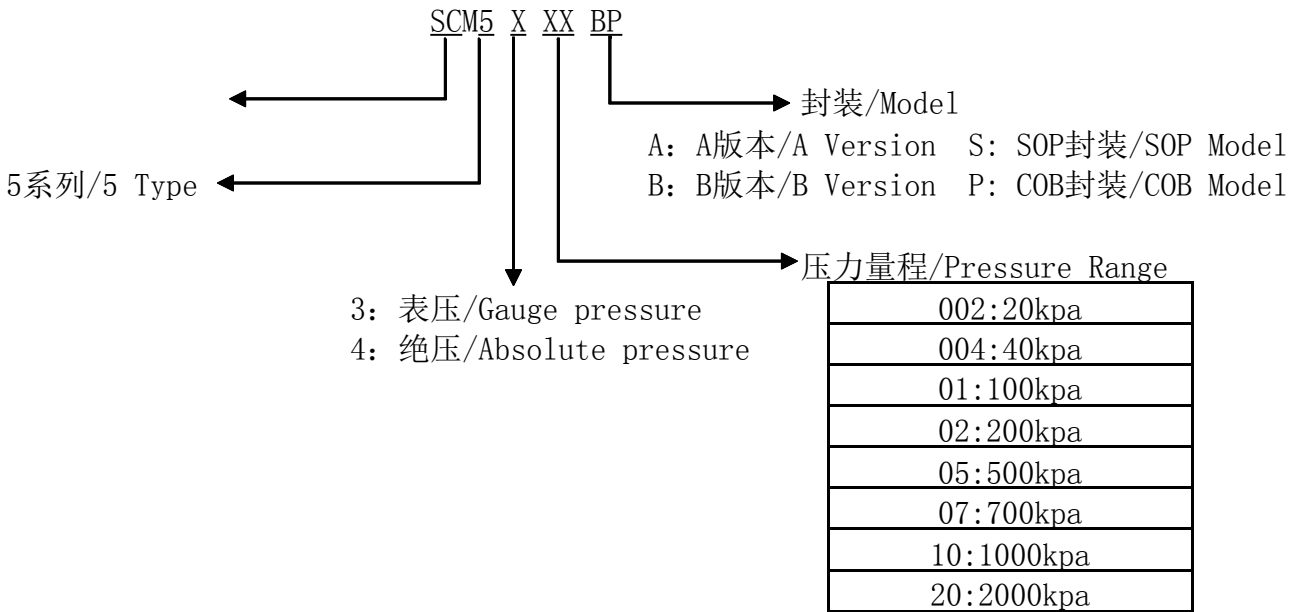 SCM5 X XX BP
封装/Model
A：A版本/A Version S: SOP封装/SOP Model
5系列/5 Type
B：B版本/B Version P: COB封装/COB Model
压力量程/Pressure Range
3：表压/Gauge pressure
4：绝压/Absolute pressure
002:20kpa
004:40kpa
01:100kpa
02:200kpa
05:500kpa
07:700kpa
10:1000kpa
20:2000kpa